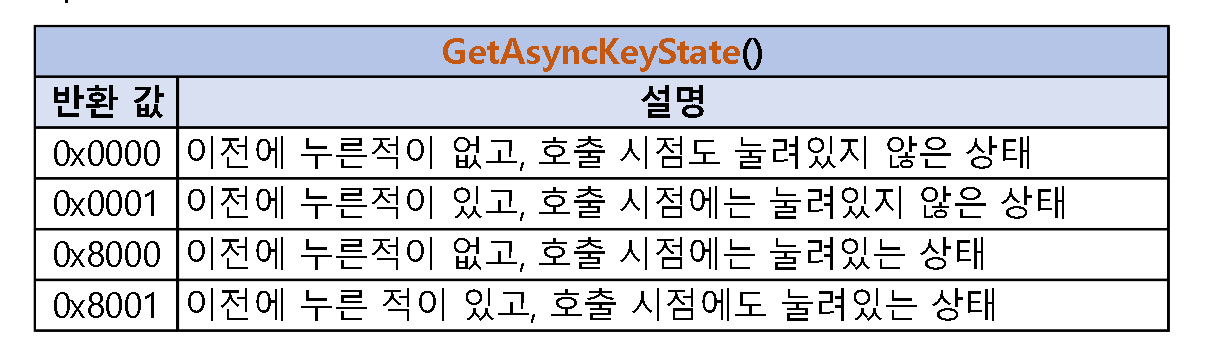 GetAsyncKeyState()
반환 값 설명
0x0000 이전에 누른적이 없고, 호출 시점도 눌려있지 않은 상태
0x0001 이전에 누른적이 있고, 호출 시점에는 눌려있지 않은 상태
0x8000 이전에 누른적이 없고, 호출 시점에는 눌려있는 상태
0x8001 이전에 누른 적이 있고, 호출 시점에도 눌려있는 상태